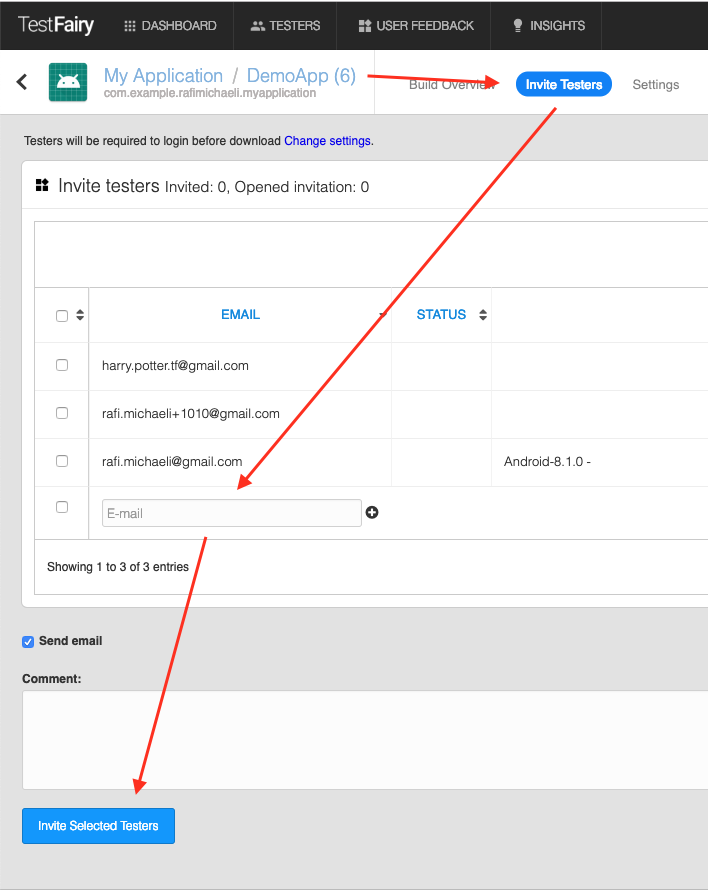 TestFairy DASHBOARD TESTERS USER FEEDBACK INSIGHTS
My Application / DemoApp (6) Build Overview Invite Testers Settings
com.example.rafimichaeli.myapplication
Testers will be required to login before download Change settings.
Invite testers Invited: 0, Opened invitation: 0
EMAIL STATUS
harry.potter.tf@gmail.com
rafi.michaeli+1010@gmail.com
rafi.michaeli@gmail.com Android-8.1.0 -
E-mail
Showing 1 to 3 of 3 entries
Send email
Comment:
Invite Selected Testers